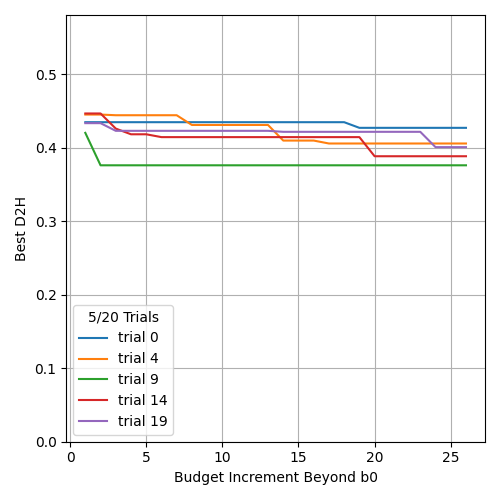 0.5
0.4
0.3
0.2
0.1
0.0
Best D2H
5/20 Trials
trial 0
trial 4
trial 9
trial 14
trial 19
0 5 10 15 20 25
Budget Increment Beyond b0